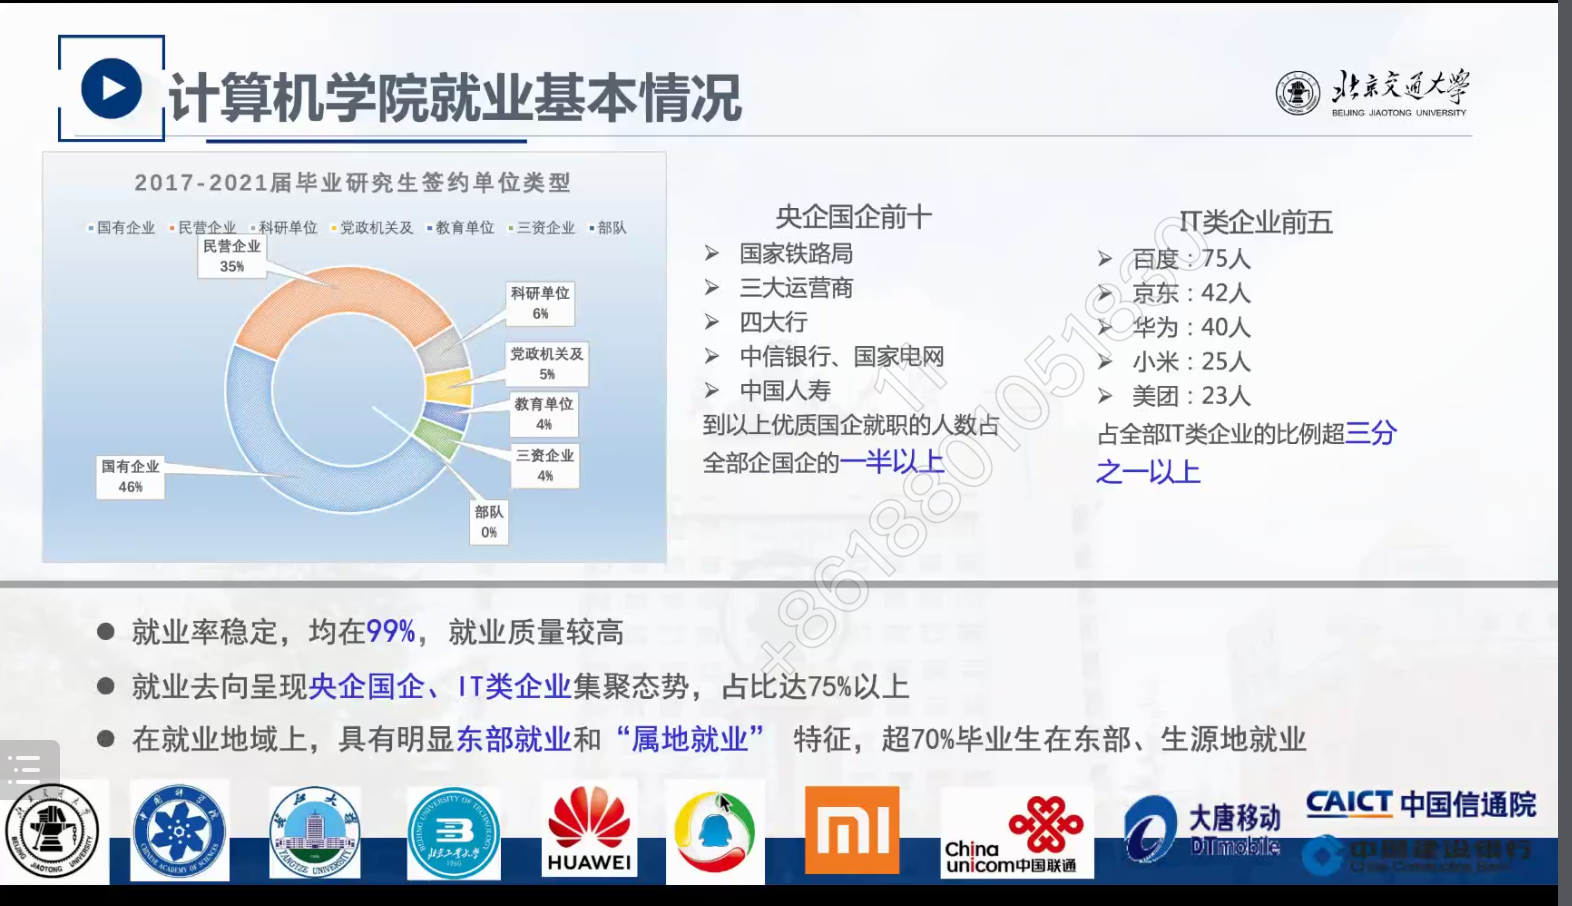 计算机学院就业基本情况
北京交通大学
BEIJING JIAOTONG UNIVERSITY
2017-2021届毕业研究生签约单位类型
国有企业 民营企业 科研单位 党政机关及 教育单位 三资企业 部队
民营企业
35%
科研单位
6%
党政机关及
5%
教育单位
4%
三资企业
4%
部队
0%
国有企业
46%
央企国企前十
国家铁路局
三大运营商
四大行
中信银行、国家电网
中国人寿
到以上优质国企就职的人数占
全部企国企的一半以上
IT类企业前五
百度：75人
京东：42人
华为：40人
小米：25人
美团：23人
占全部IT类企业的比例超三分
之一以上
+8618801051830
11
就业率稳定，均在99%，就业质量较高
就业去向呈现央企国企、IT类企业集聚态势，占比达75%以上
在就业地域上，具有明显东部就业和“属地就业” 特征，超70%毕业生在东部、生源地就业
HUAWEI
China
unicom中国联通
大唐移动
DTmobile
CAICT 中国信通院
中国建设银行
China Construction Bank